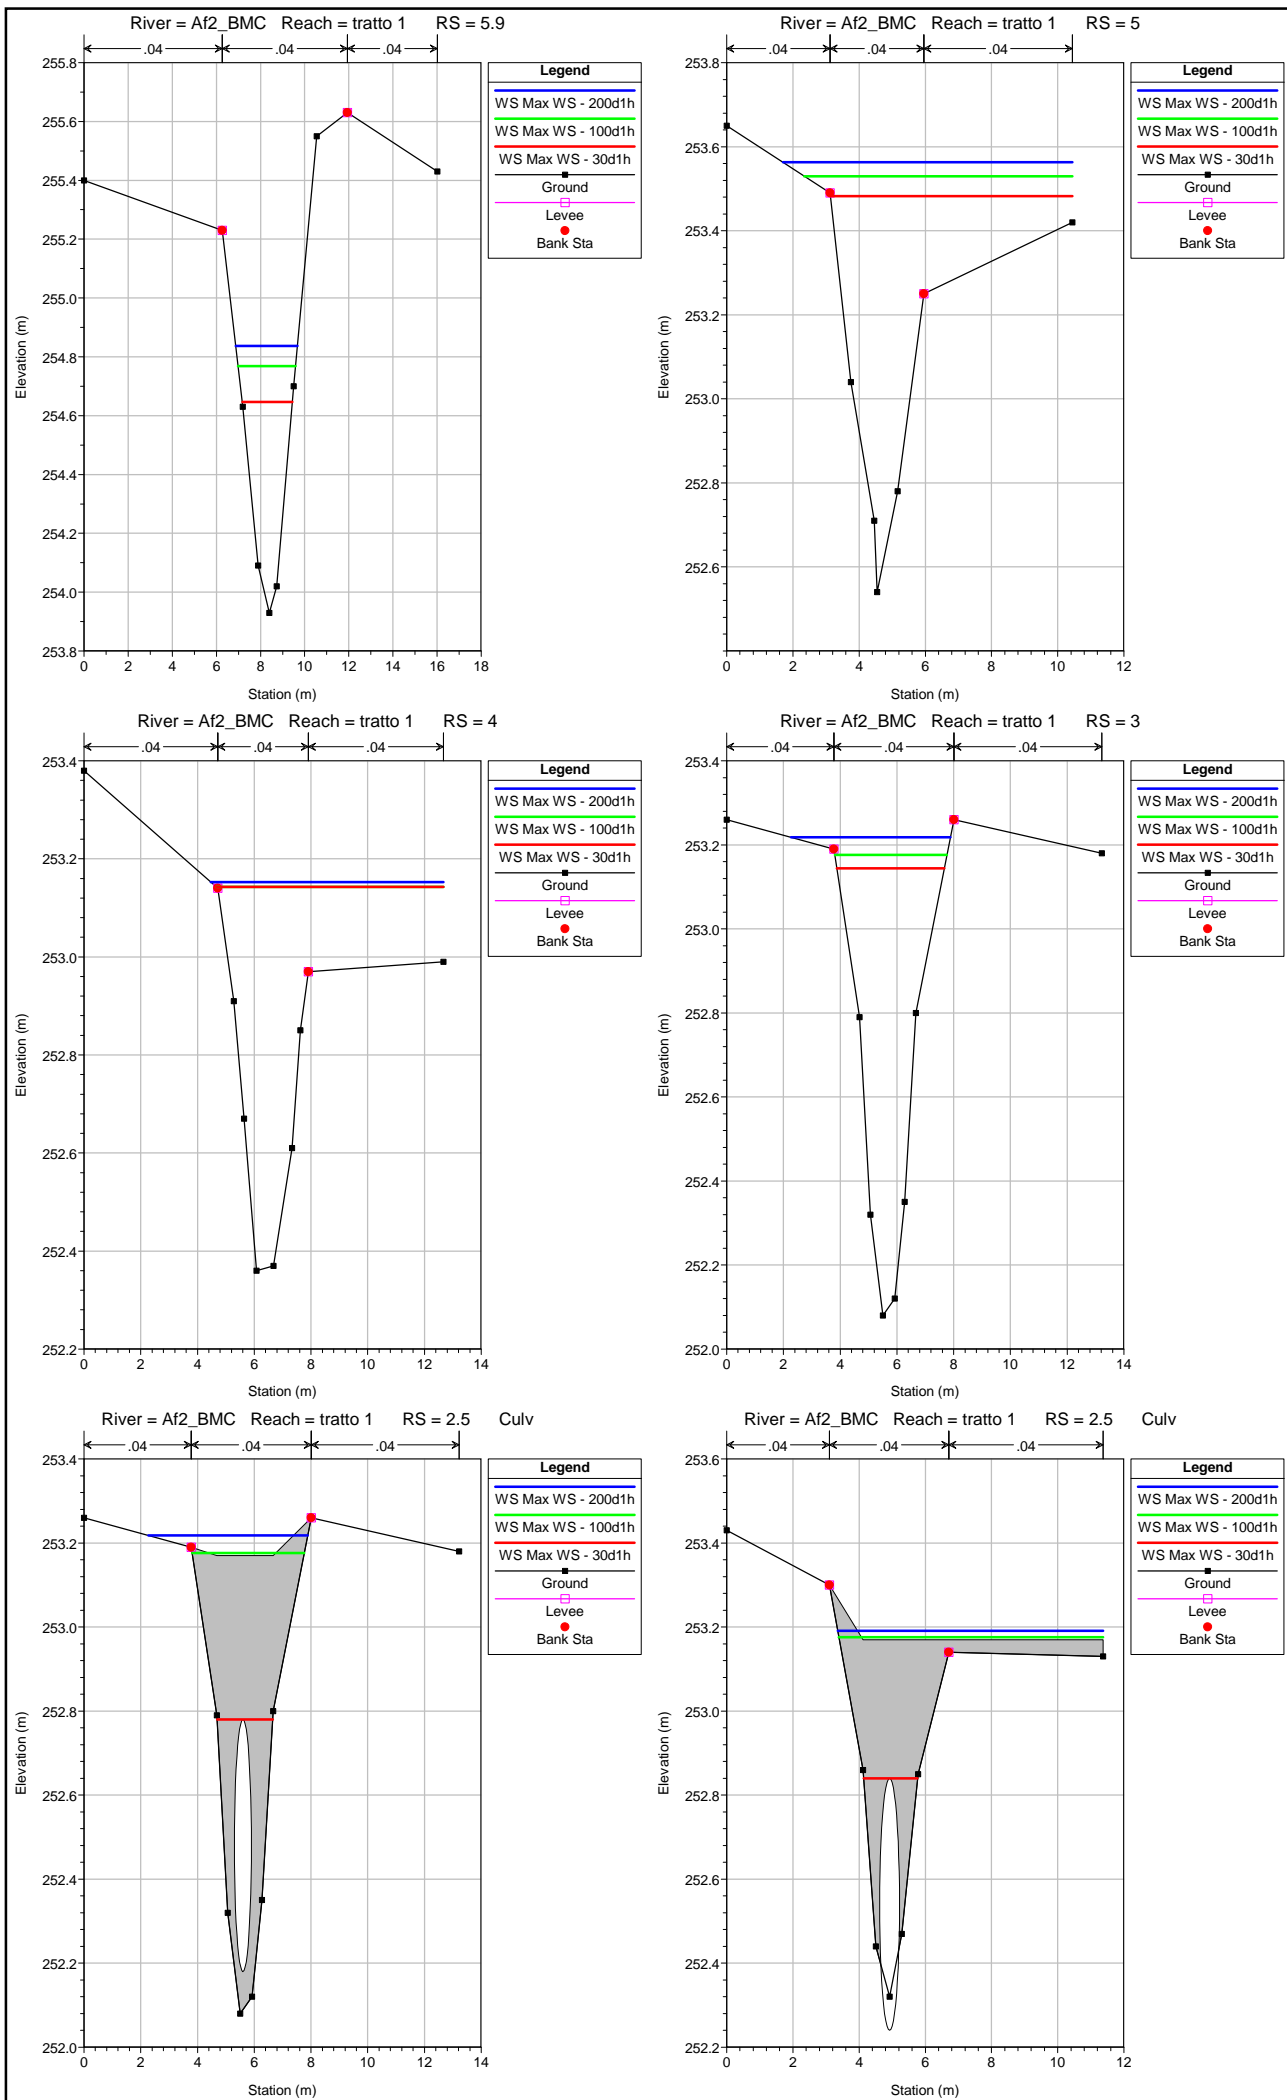 River = Af2_BMC Reach = tratto 1 RS = 5.9
.04 .04 .04
255.8
255.6
255.4
255.2
255.0
254.8
254.6
254.4
254.2
254.0
253.8
Elevation (m)
0 2 4 6 8 10 12 14 16 18
Station (m)
Legend
WS Max WS - 200d1h
WS Max WS - 100d1h
WS Max WS - 30d1h
Ground
Levee
Bank Sta
River = Af2_BMC Reach = tratto 1 RS = 5
.04 .04 .04
253.8
253.6
253.4
253.2
253.0
252.8
252.6
Elevation (m)
0 2 4 6 8 10 12
Station (m)
Legend
WS Max WS - 200d1h
WS Max WS - 100d1h
WS Max WS - 30d1h
Ground
Levee
Bank Sta
River = Af2_BMC Reach = tratto 1 RS = 4
.04 .04 .04
253.4
253.2
253.0
252.8
252.6
252.4
252.2
Elevation (m)
0 2 4 6 8 10 12 14
Station (m)
Legend
WS Max WS - 200d1h
WS Max WS - 100d1h
WS Max WS - 30d1h
Ground
Levee
Bank Sta
River = Af2_BMC Reach = tratto 1 RS = 3
.04 .04 .04
253.4
253.2
253.0
252.8
252.6
252.4
252.2
252.0
Elevation (m)
0 2 4 6 8 10 12 14
Station (m)
Legend
WS Max WS - 200d1h
WS Max WS - 100d1h
WS Max WS - 30d1h
Ground
Levee
Bank Sta
River = Af2_BMC Reach = tratto 1 RS = 2.5 Culv
.04 .04 .04
253.4
253.2
253.0
252.8
252.6
252.4
252.2
252.0
Elevation (m)
0 2 4 6 8 10 12 14
Station (m)
Legend
WS Max WS - 200d1h
WS Max WS - 100d1h
WS Max WS - 30d1h
Ground
Levee
Bank Sta
River = Af2_BMC Reach = tratto 1 RS = 2.5 Culv
.04 .04 .04
253.6
253.4
253.2
253.0
252.8
252.6
252.4
252.2
Elevation (m)
0 2 4 6 8 10 12
Station (m)
Legend
WS Max WS - 200d1h
WS Max WS - 100d1h
WS Max WS - 30d1h
Ground
Levee
Bank Sta